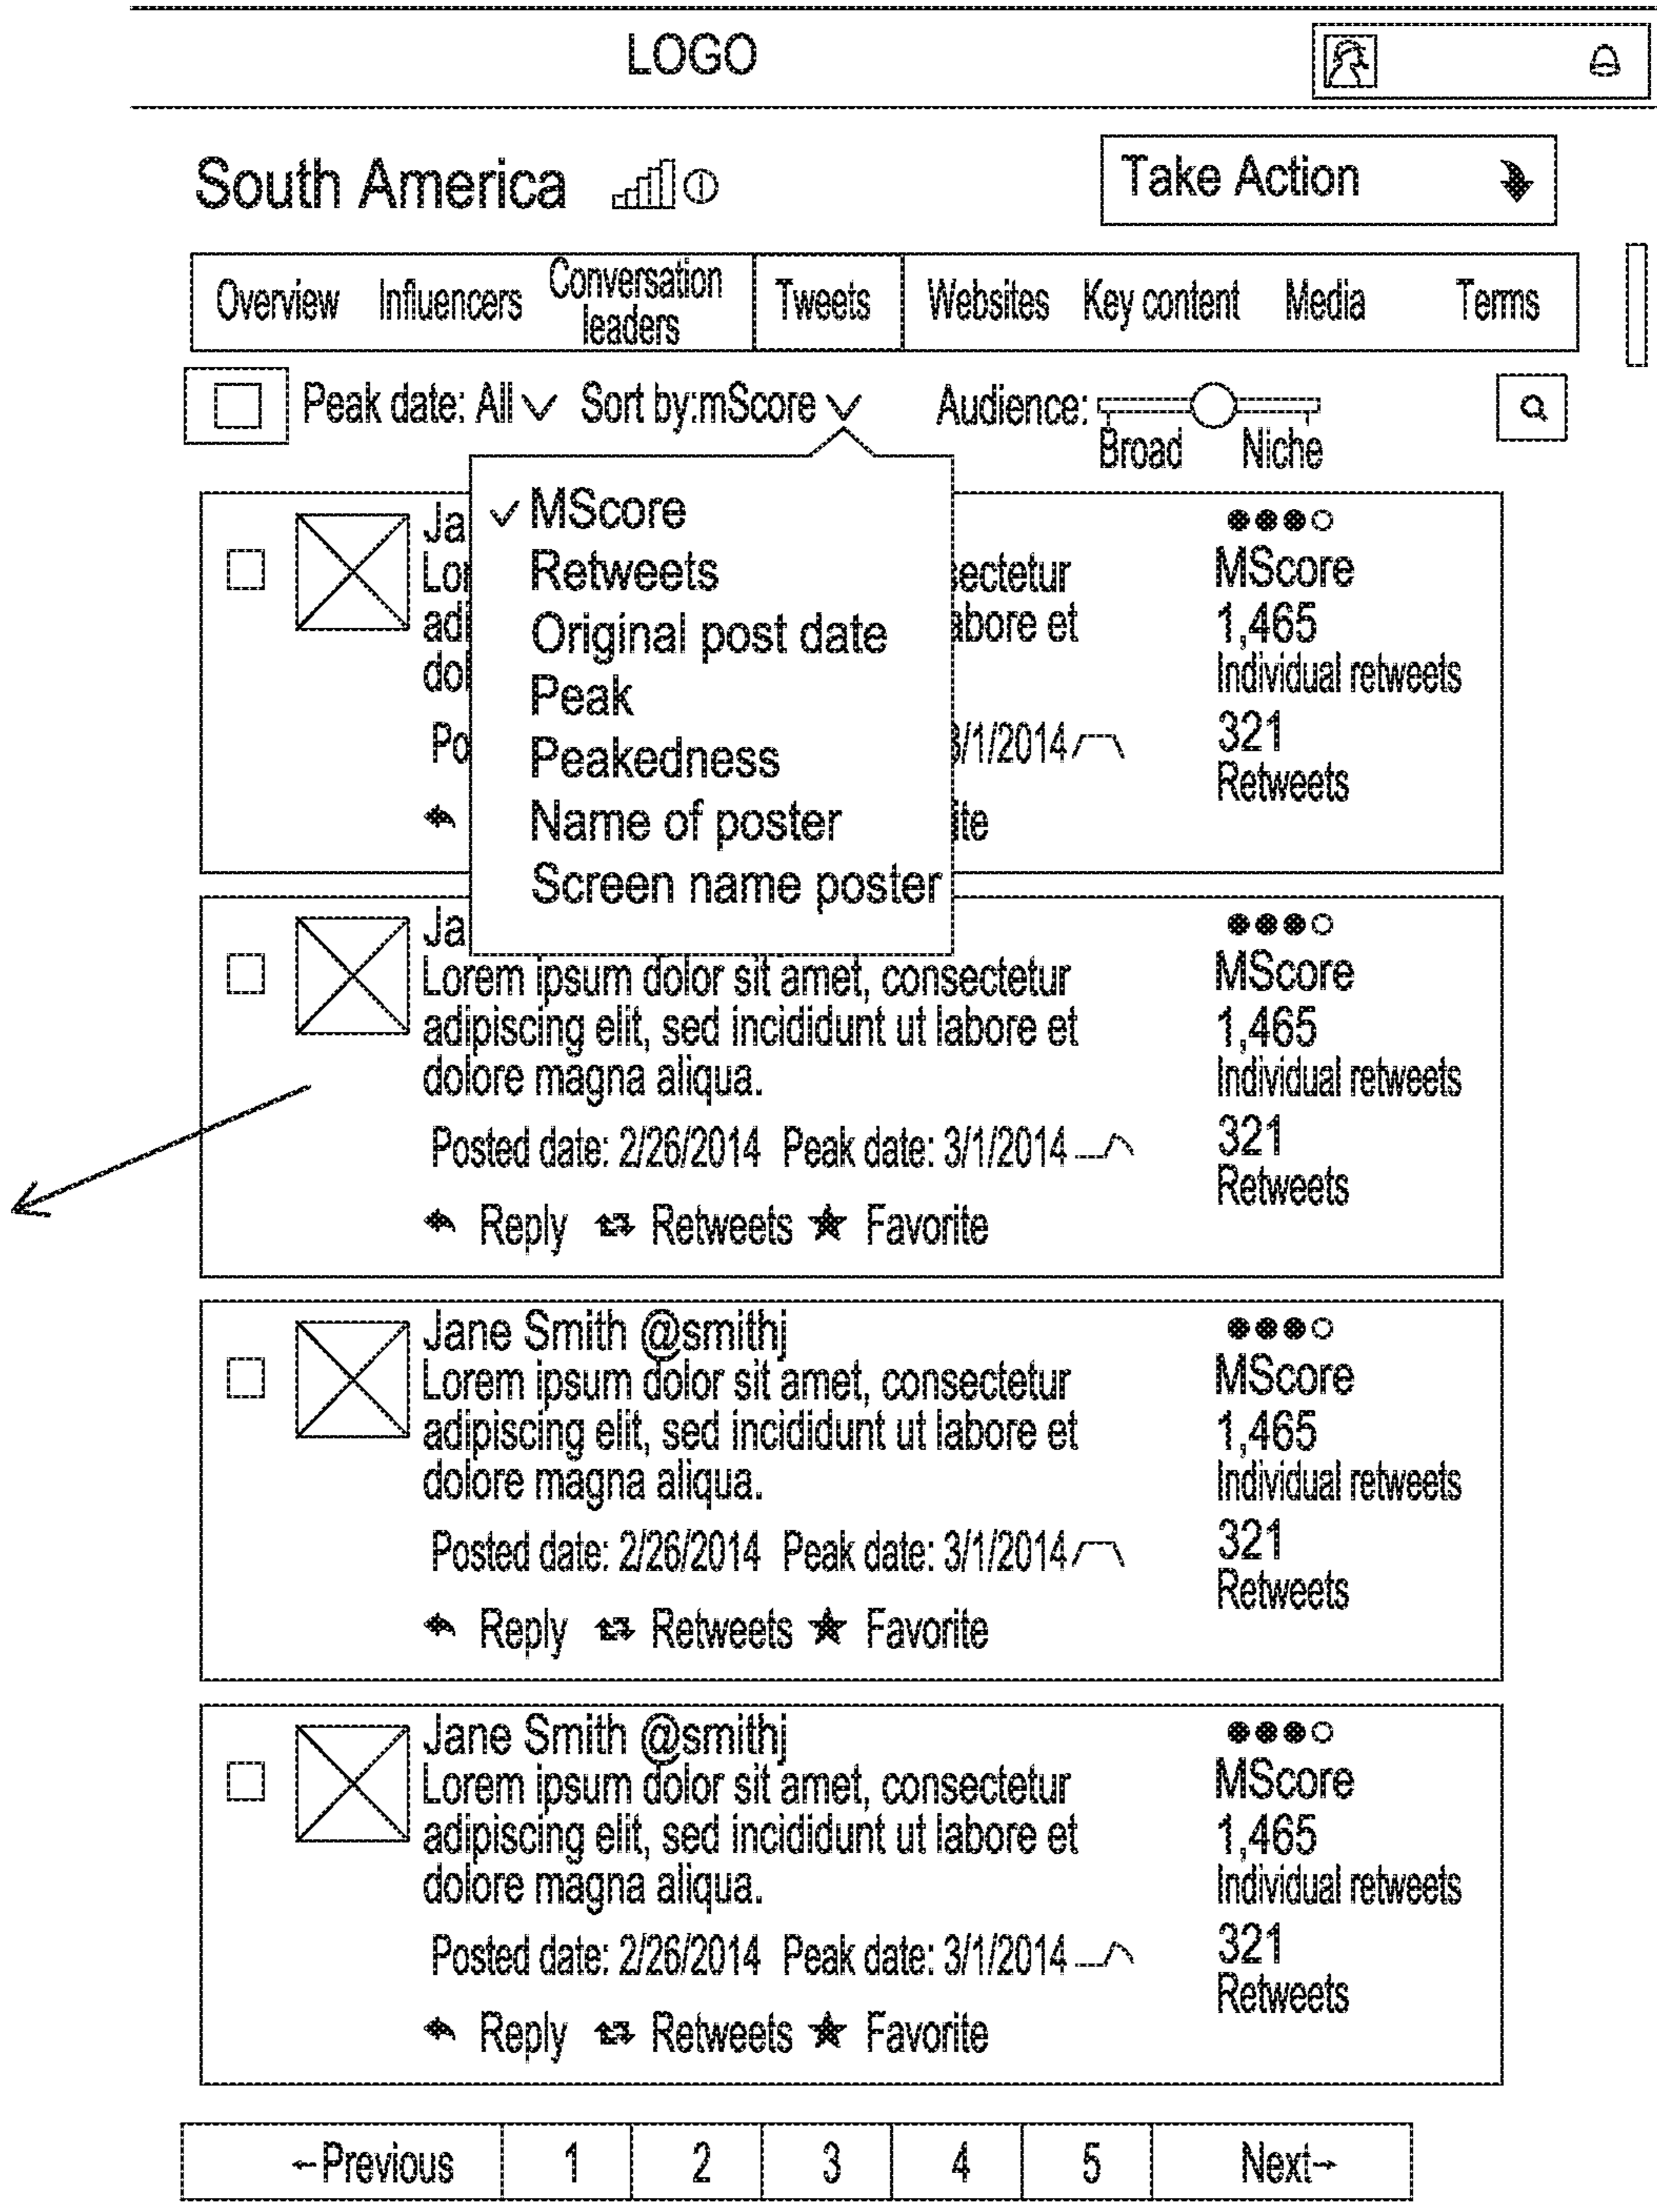 LOGO
South America
Take Action
Overview Influencers Conversation leaders Tweets Websites Key content Media Terms
Peak date: All Sort by:mScore Audience:
Broad Niche
MScore
Retweets
Original post date
Peak
Peakedness
Name of poster
Screen name poster
Ja
Lor ectetur
adi abore et
dol
Po 3/1/2014
ite
MScore
1,465
Individual retweets
321
Retweets
Ja
Lorem ipsum dolor sit amet, consectetur
adipiscing elit, sed incididunt ut labore et
dolore magna aliqua.
Posted date: 2/26/2014 Peak date: 3/1/2014
Reply Retweets Favorite
MScore
1,465
Individual retweets
321
Retweets
Jane Smith @smithj
Lorem ipsum dolor sit amet, consectetur
adipiscing elit, sed incididunt ut labore et
dolore magna aliqua.
Posted date: 2/26/2014 Peak date: 3/1/2014
Reply Retweets Favorite
MScore
1,465
Individual retweets
321
Retweets
Jane Smith @smithj
Lorem ipsum dolor sit amet, consectetur
adipiscing elit, sed incididunt ut labore et
dolore magna aliqua.
Posted date: 2/26/2014 Peak date: 3/1/2014
Reply Retweets Favorite
MScore
1,465
Individual retweets
321
Retweets
←Previous 1 2 3 4 5 Next→